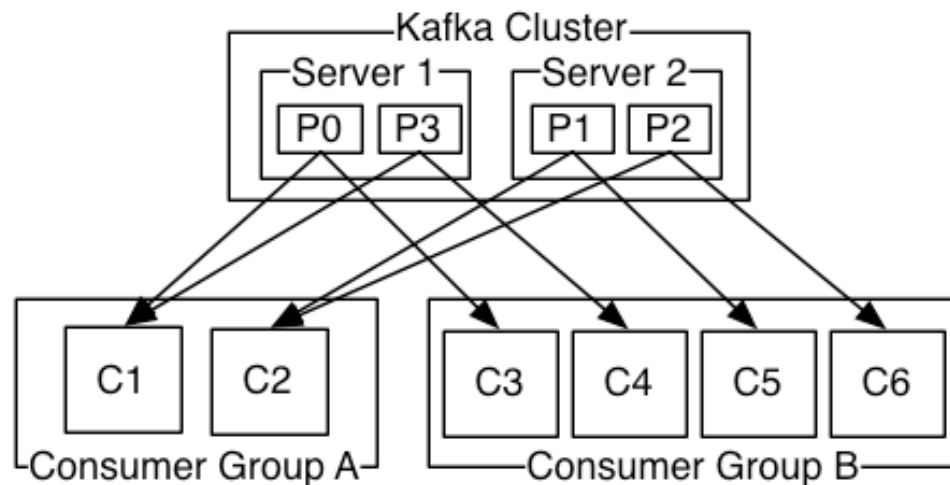 Kafka Cluster
Server 1 Server 2
P0 P3 P1 P2
C1 C2 C3 C4 C5 C6
Consumer Group A Consumer Group B